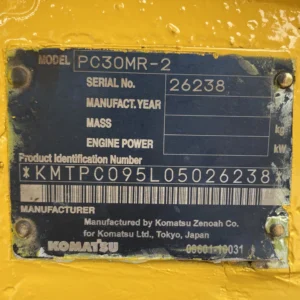 MODEL PC30MR-2
SERIAL No. 26238
MANUFACT.YEAR
MASS kg
ENGINE POWER kW
Product Identification Number
*KMTPC095L05026238
MANUFACTURER
Manufactured by Komatsu Zenoah Co.
for Komatsu Ltd., Tokyo, Japan
KOMATSU